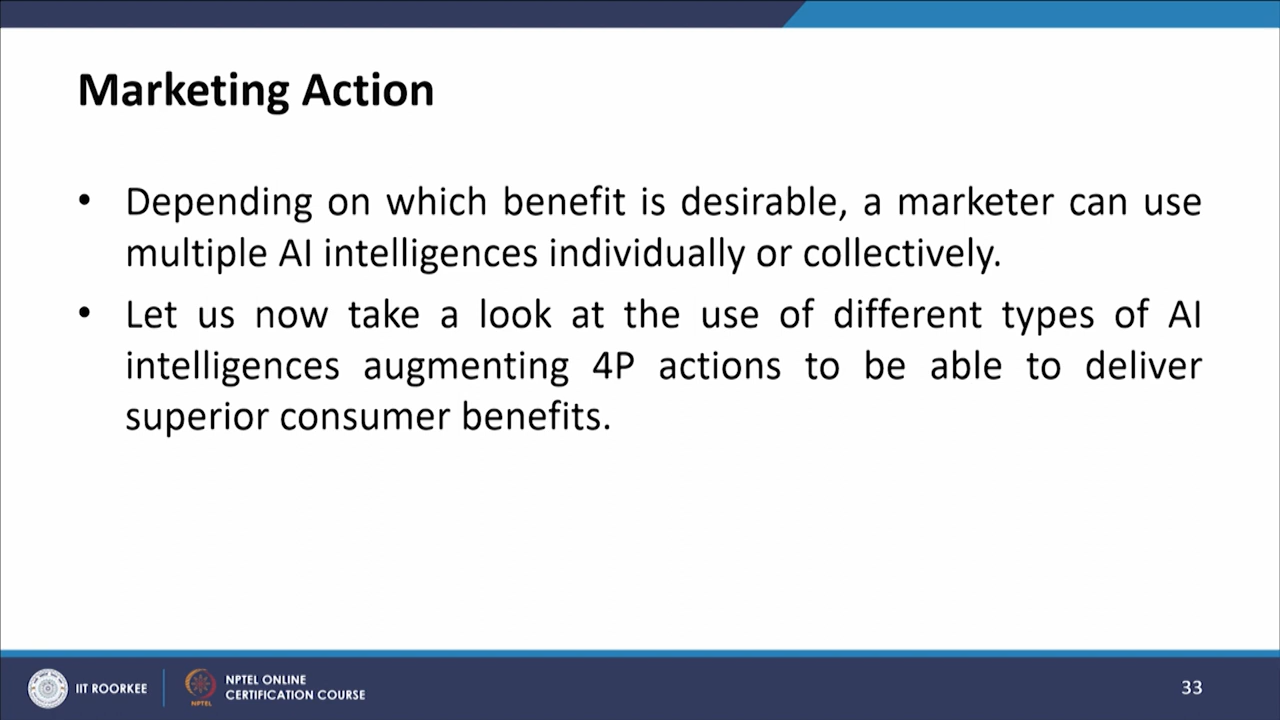 Marketing Action
• Depending on which benefit is desirable, a marketer can use
multiple AI intelligences individually or collectively.
• Let us now take a look at the use of different types of AI
intelligences augmenting 4P actions to be able to deliver
superior consumer benefits.
IIT ROORKEE
NPTEL
NPTEL ONLINE
CERTIFICATION COURSE
33